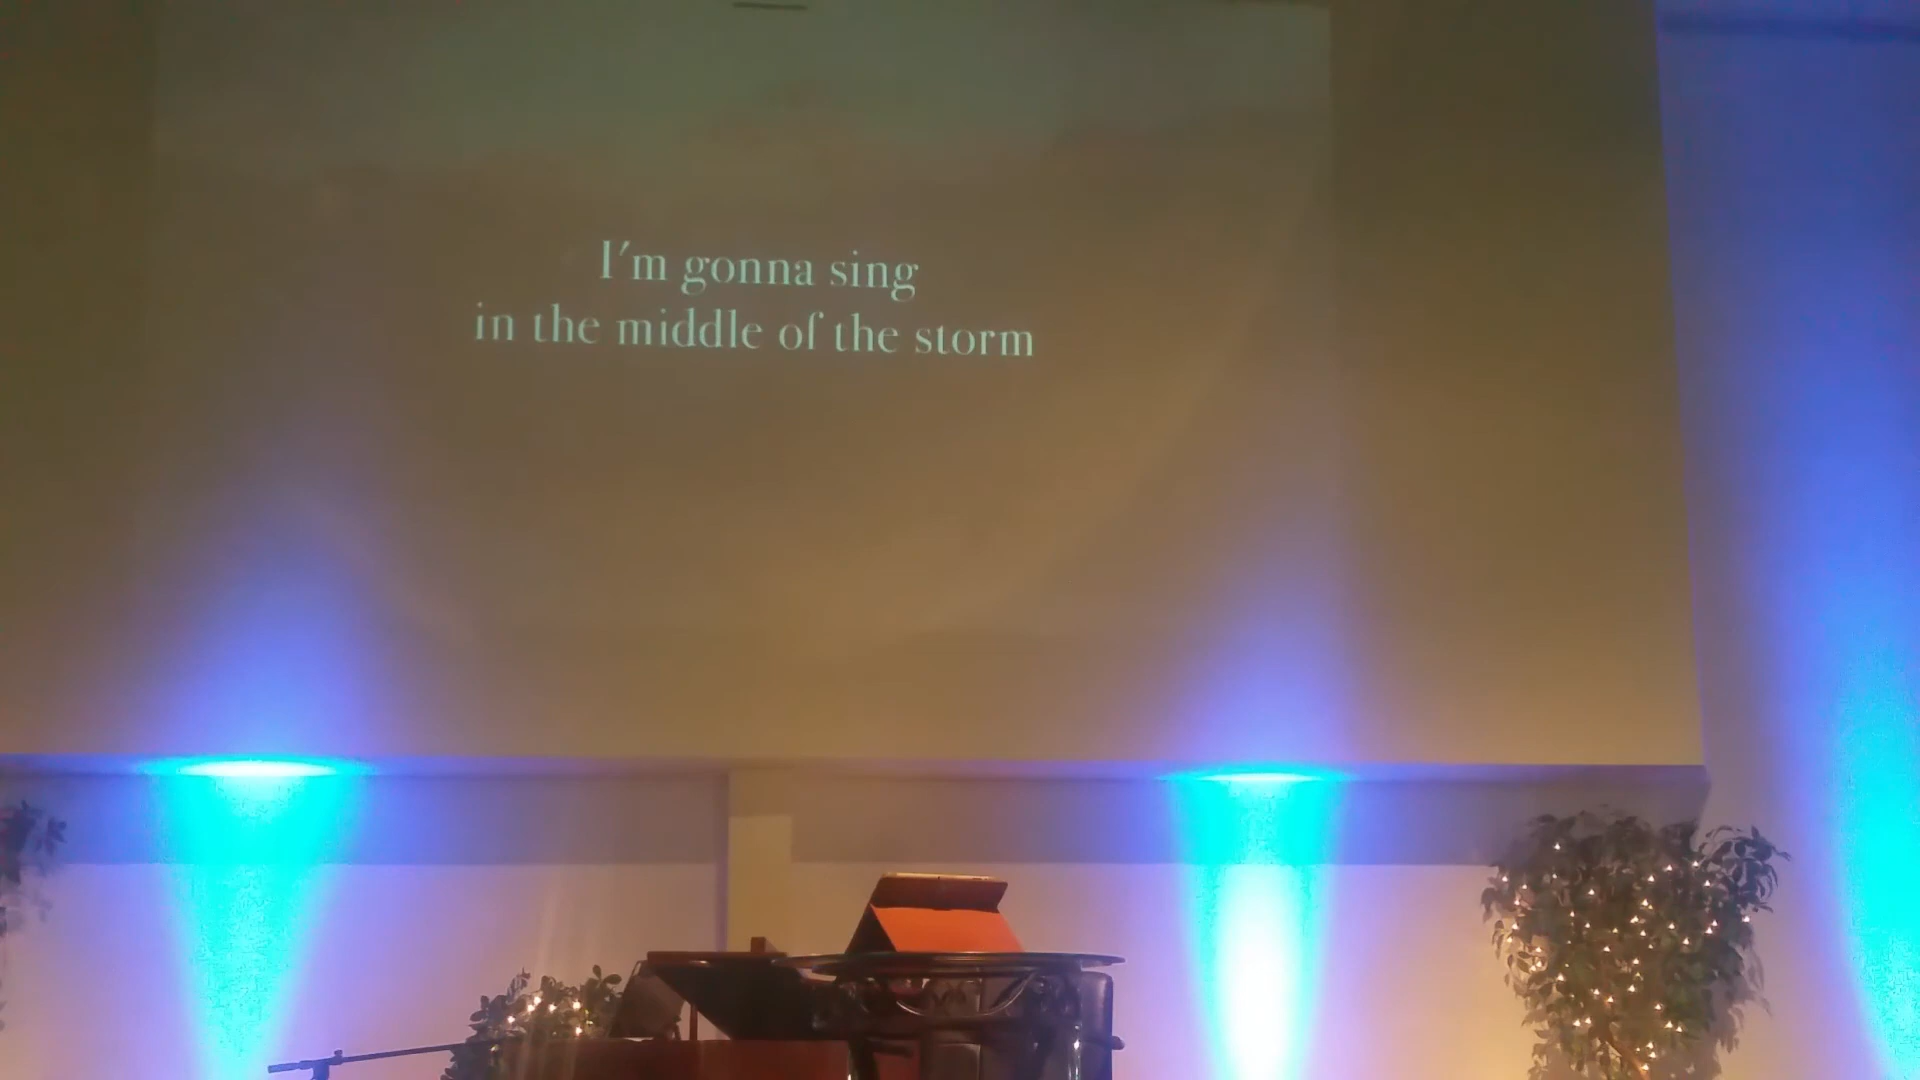 I'm gonna sing
in the middle of the storm